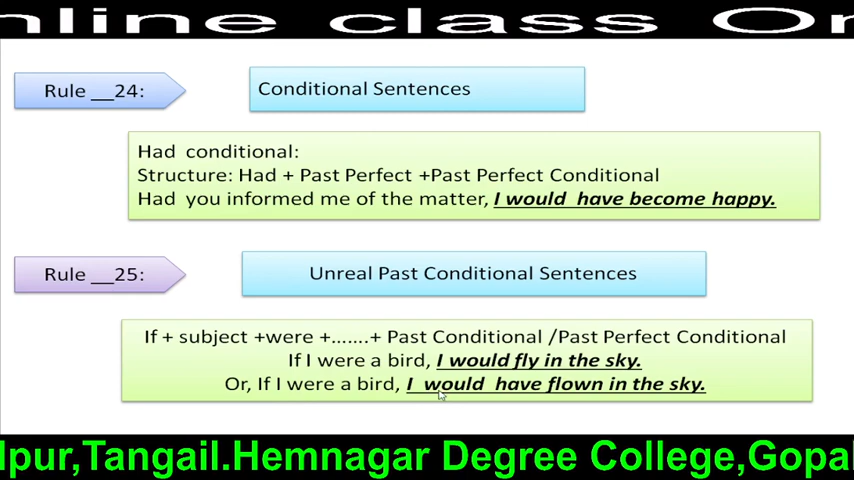 nline class On
Rule __24:
Conditional Sentences
Had conditional:
Structure: Had + Past Perfect +Past Perfect Conditional
Had you informed me of the matter, I would have become happy.
Rule __25:
Unreal Past Conditional Sentences
If + subject +were +.......+ Past Conditional /Past Perfect Conditional
If I were a bird, I would fly in the sky.
Or, If I were a bird, I would have flown in the sky.
lpur,Tangail.Hemnagar Degree College,Gopal